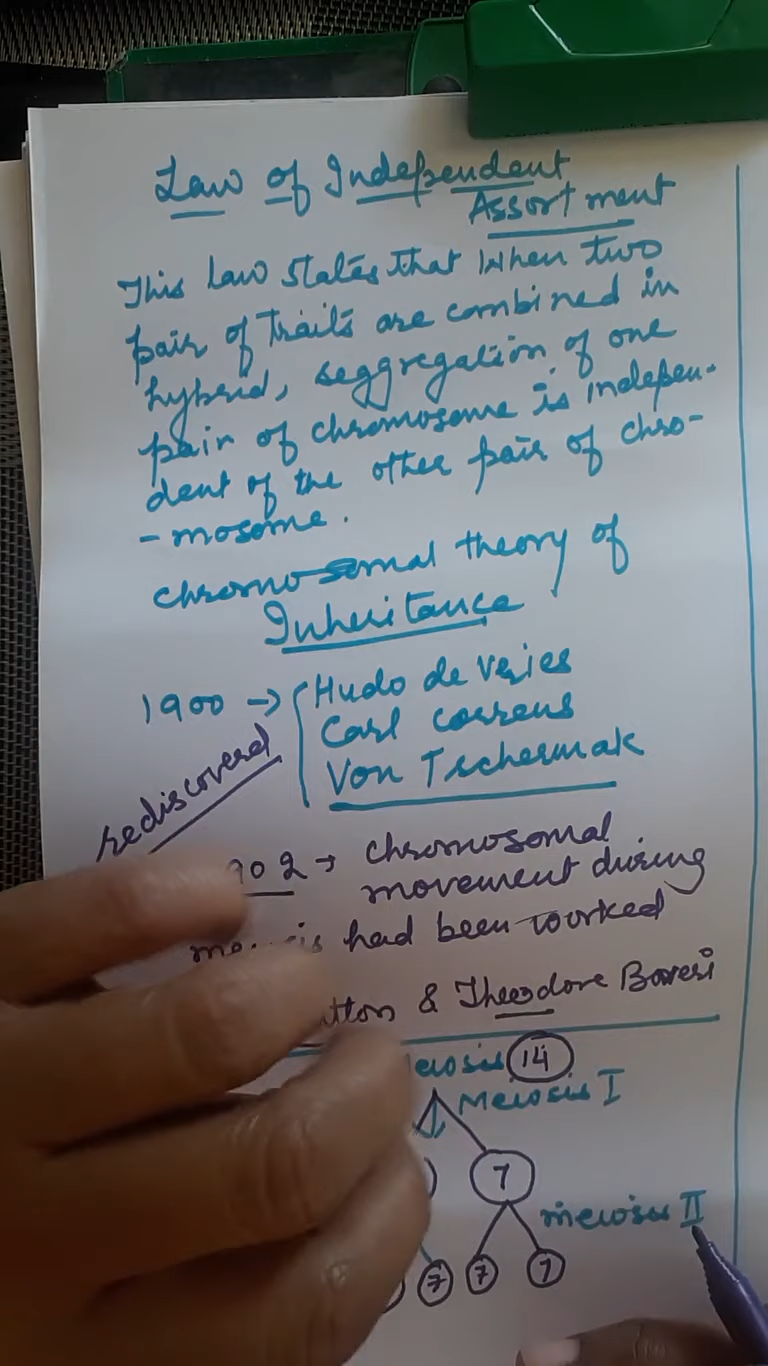 Law of Independent
Assortment
This law states that when two
pair of traits are combined in
hybrid, seggregation of one
pair of chromosome is indepen-
dent of the other pair of chro-
-mosome.
chromosomal theory of
Inheritance
1900 → Hudo de Veries
Carl correns
Von Tschermak
rediscovered
902 → chromosomal
movement during
had been worked
& Theodore Boveri
14
Meiosis I
7
meiosis II
7 7 7